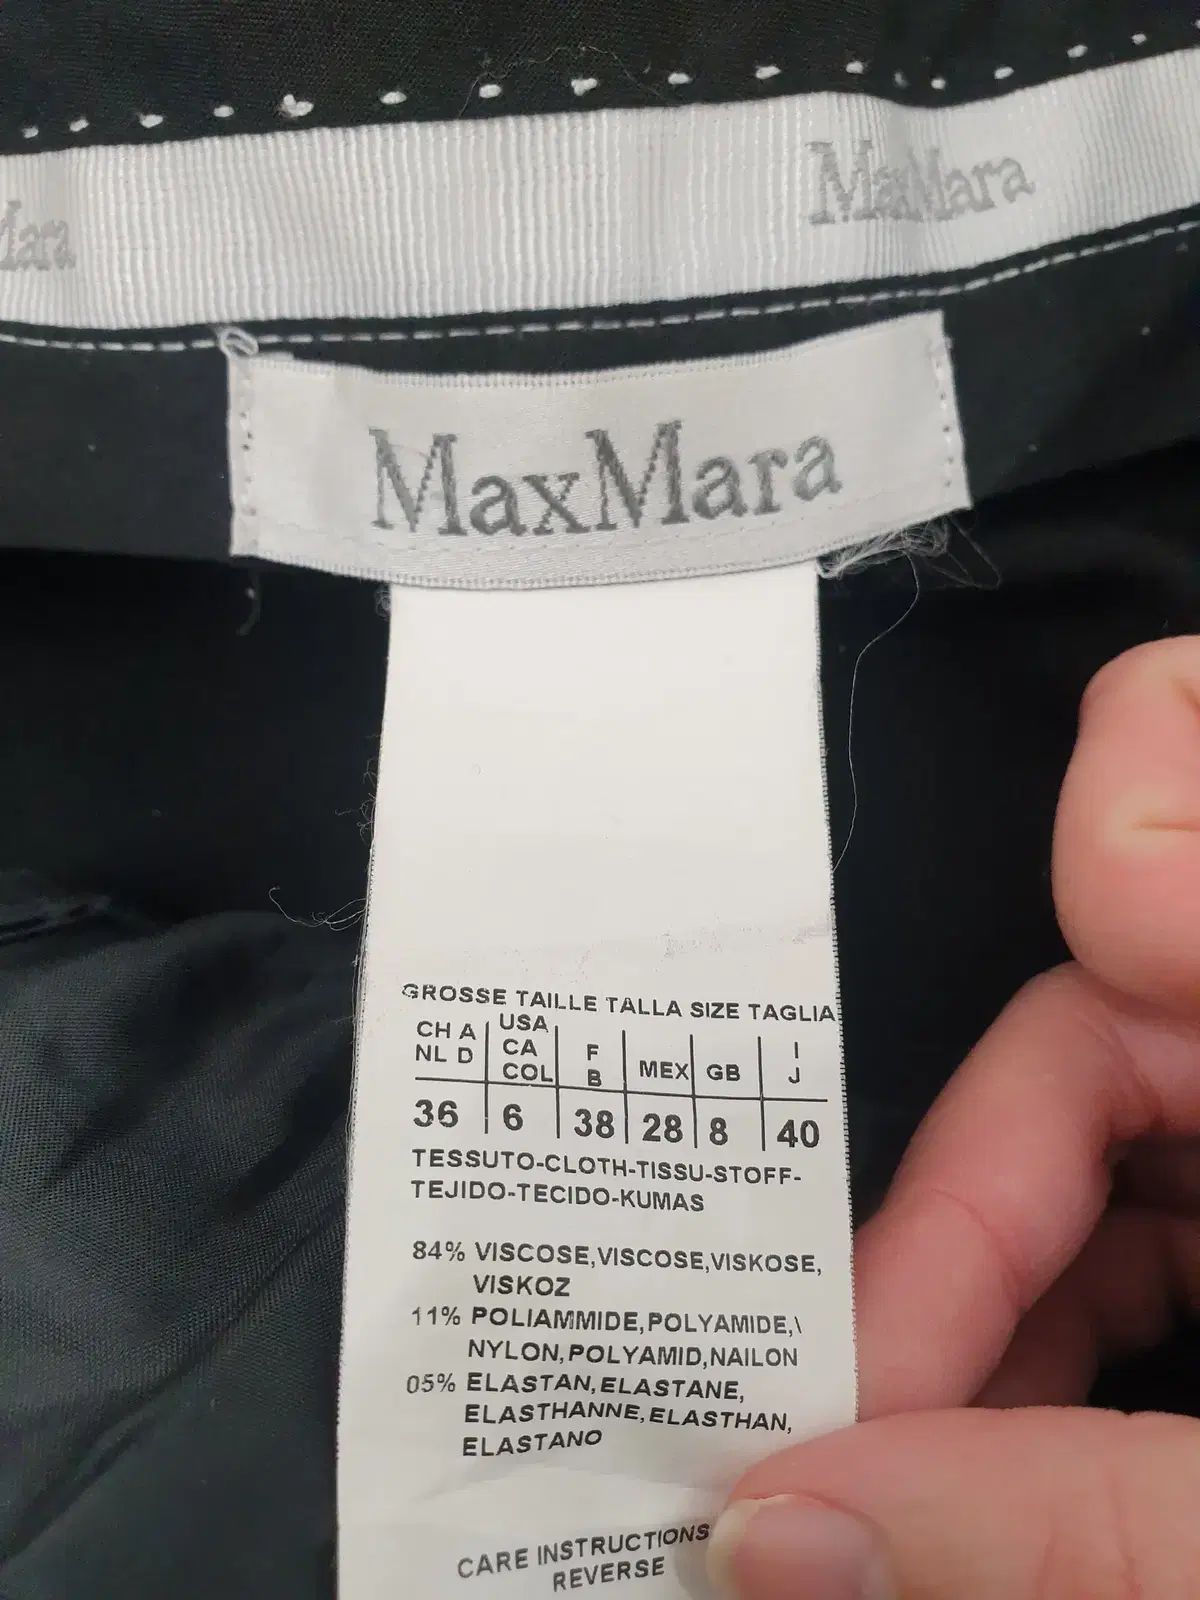 MaxMara
Mara
MaxMara
GROSSE TAILLE TALLA SIZE TAGLIA
CH A | USA | F | MEX | GB | I
NL D | CA | B | J
COL
36 | 6 | 38 | 28 | 8 | 40
TESSUTO-CLOTH-TISSU-STOFF-
TEJIDO-TECIDO-KUMAS
84% VISCOSE,VISCOSE,VISKOSE,
VISKOZ
11% POLIAMMIDE,POLYAMIDE,\
NYLON,POLYAMID,NAILON
05% ELASTAN,ELASTANE,
ELASTHANNE,ELASTHAN,
ELASTANO
CARE INSTRUCTIONS
REVERSE